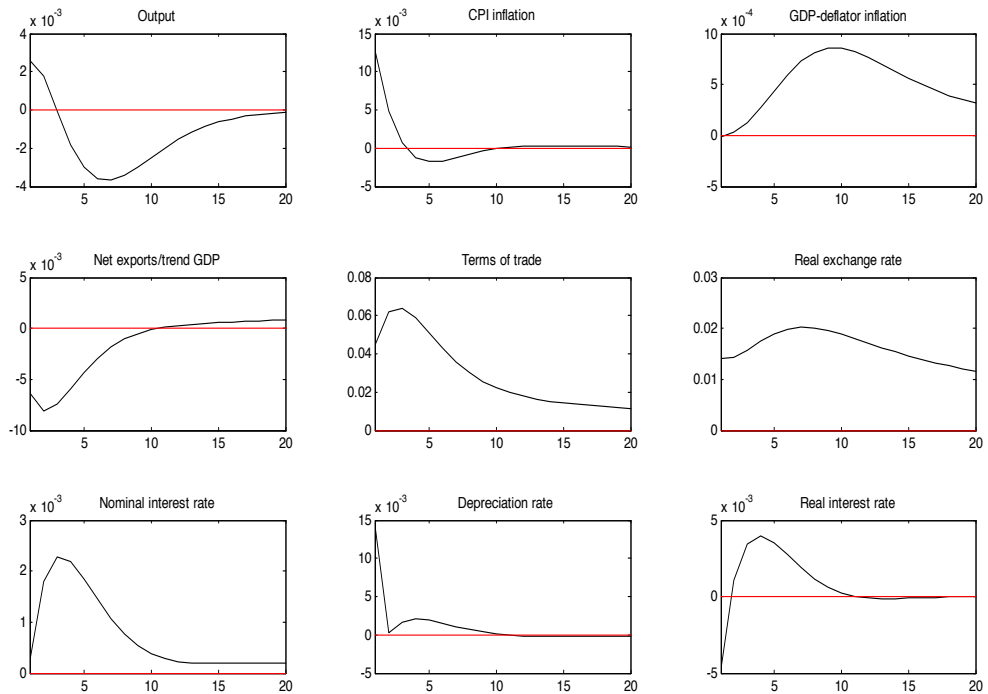 Output
x 10^-3
4
2
0
-2
-4
5 10 15 20
CPI inflation
x 10^-3
15
10
5
0
-5
5 10 15 20
GDP-deflator inflation
x 10^-4
10
5
0
-5
5 10 15 20
Net exports/trend GDP
x 10^-3
5
0
-5
-10
5 10 15 20
Terms of trade
0.08
0.06
0.04
0.02
0
5 10 15 20
Real exchange rate
0.03
0.02
0.01
0
5 10 15 20
Nominal interest rate
x 10^-3
3
2
1
0
5 10 15 20
Depreciation rate
x 10^-3
15
10
5
0
-5
5 10 15 20
Real interest rate
x 10^-3
5
0
-5
5 10 15 20